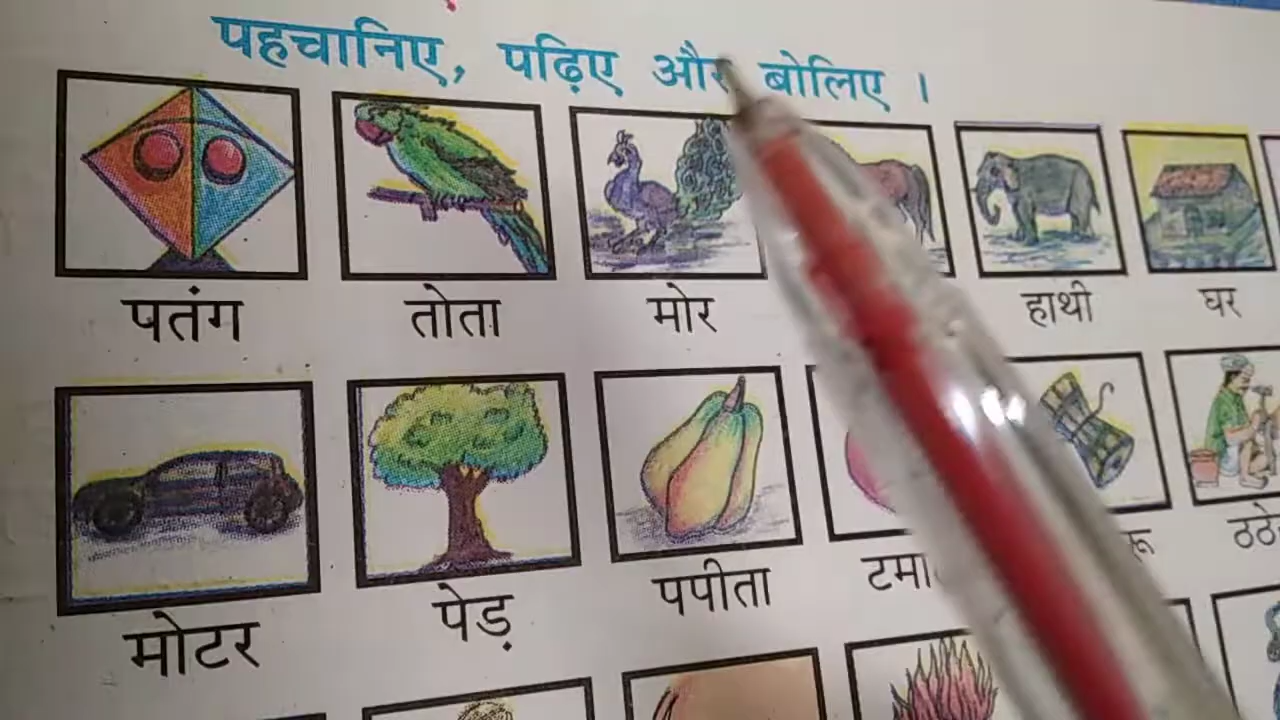 पहचानिए, पढ़िए और बोलिए ।
पतंग तोता मोर हाथी घर
मोटर पेड़ पपीता